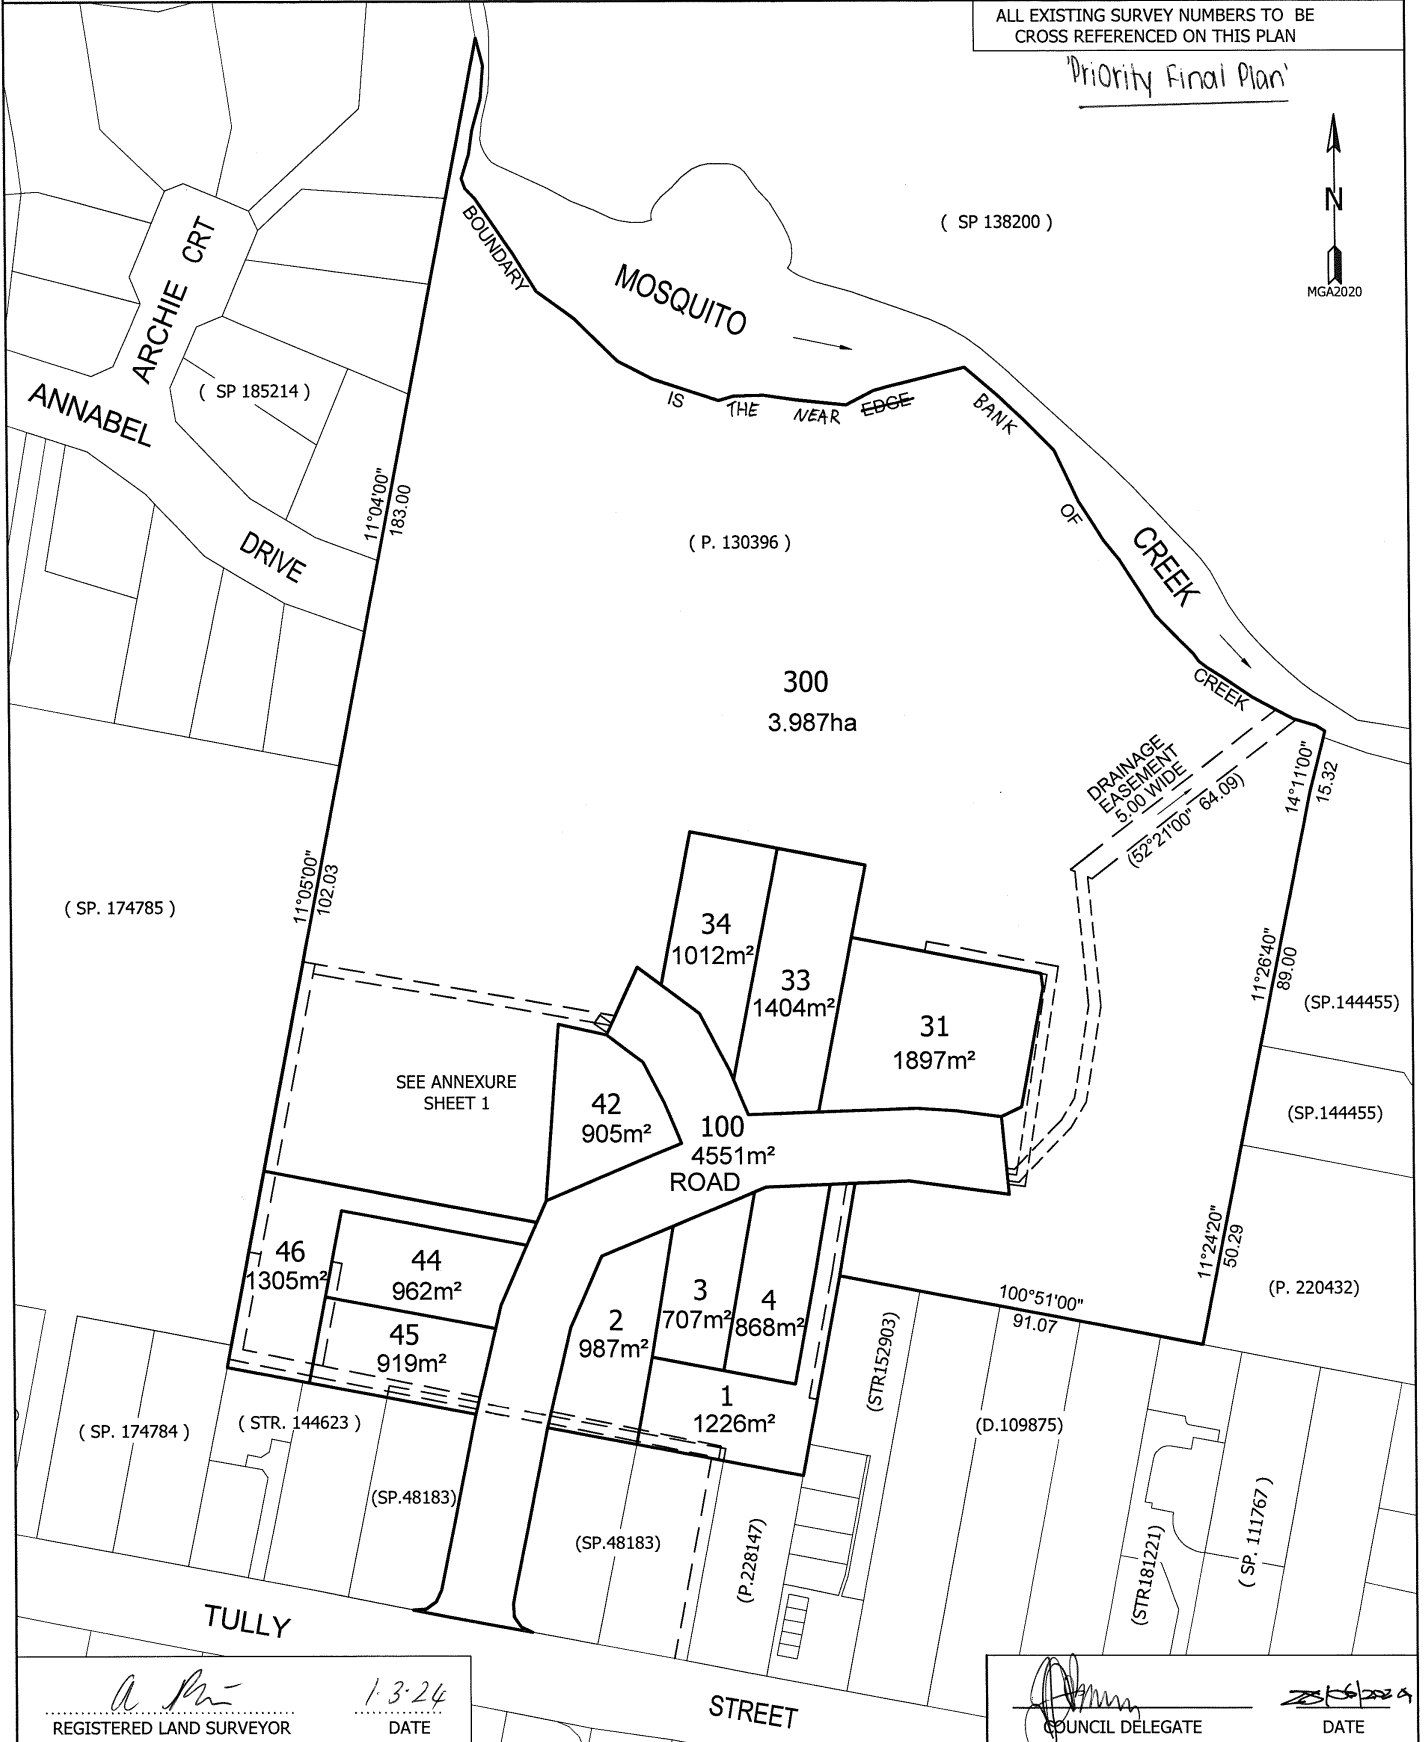 ALL EXISTING SURVEY NUMBERS TO BE
CROSS REFERENCED ON THIS PLAN
'Priority Final Plan'
N
MGA2020
( SP 138200 )
ARCHIE CRT
BOUNDARY
MOSQUITO
( SP 185214 )
ANNABEL
IS THE NEAR EDGE BANK
OF
CREEK
CREEK
11°04'00"
183.00
DRIVE
( P. 130396 )
300
3.987ha
DRAINAGE
EASEMENT
5.00 WIDE
(52°21'00" 64.09)
14°11'00"
15.32
11°05'00"
102.03
( SP. 174785 )
34
1012m²
33
1404m²
31
1897m²
11°26'40"
89.00
(SP.144455)
SEE ANNEXURE
SHEET 1
42
905m²
100
4551m²
ROAD
(SP.144455)
46
1305m²
44
962m²
45
919m²
2
987m²
3
707m²
4
868m²
1
1226m²
11°24'20"
50.29
100°51'00"
91.07
(P. 220432)
(STR152903)
( SP. 174784 )
( STR. 144623 )
(D.109875)
(SP.48183)
(SP.48183)
(P.228147)
(STR181221)
( SP. 111767 )
TULLY
STREET
1·3·24
REGISTERED LAND SURVEYOR
DATE
COUNCIL DELEGATE
DATE